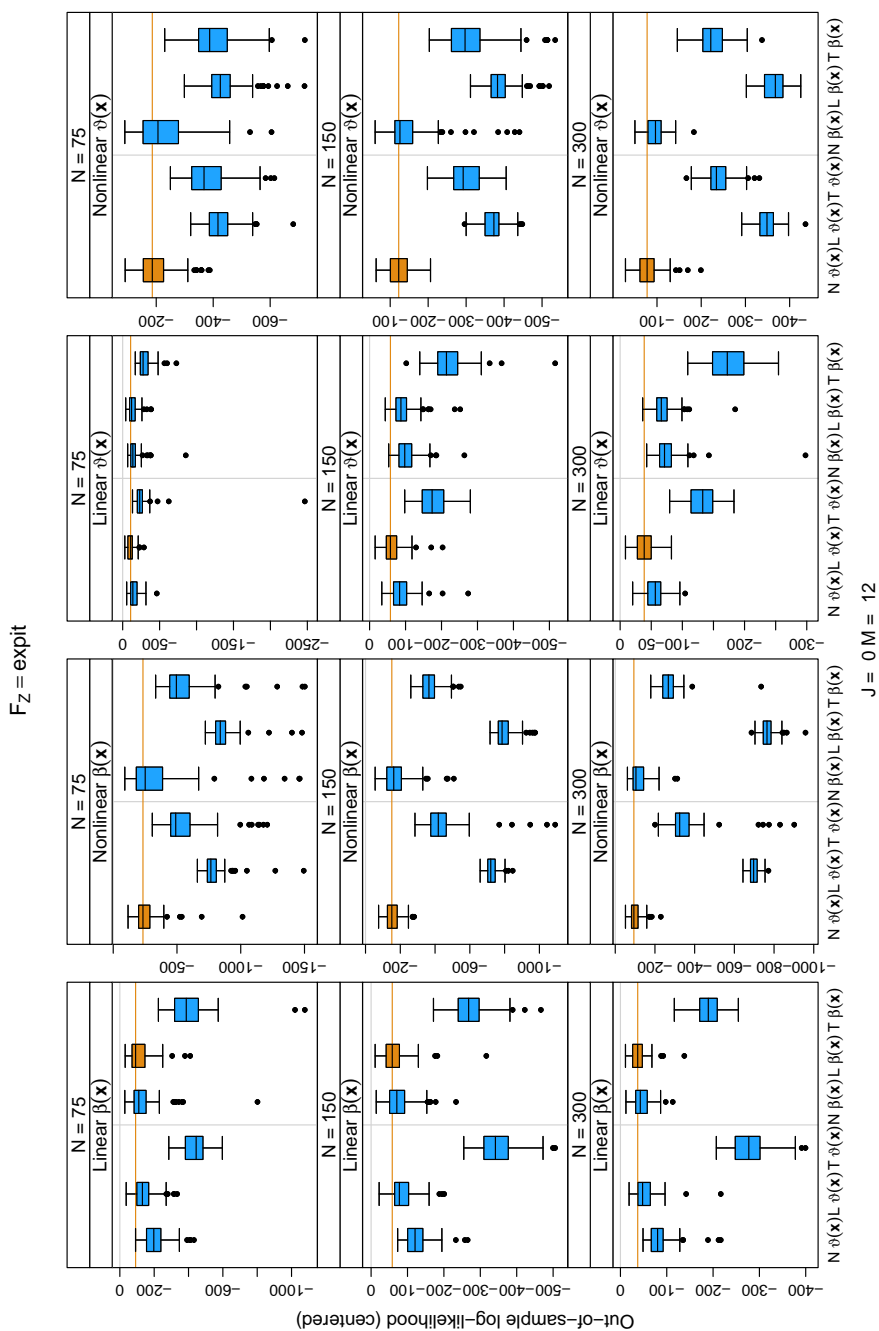 F_Z = expit
N = 75
Linear β(x)
0 −200 −600 −1000
N = 75
Nonlinear β(x)
−500 −1000 −1500
N = 75
Linear ϑ(x)
0 −500 −1500 −2500
N = 75
Nonlinear ϑ(x)
−200 −400 −600
N = 150
Linear β(x)
0 −100 −200 −300 −400 −500
N = 150
Nonlinear β(x)
−200 −600 −1000
N = 150
Linear ϑ(x)
0 −100 −200 −300 −400 −500
N = 150
Nonlinear ϑ(x)
−100 −200 −300 −400 −500
N = 300
Linear β(x)
0 −100 −200 −300 −400
N = 300
Nonlinear β(x)
−200 −400 −600 −800 −1000
N = 300
Linear ϑ(x)
0 −50 −100 −200 −300
N = 300
Nonlinear ϑ(x)
−100 −200 −300 −400
N ϑ(x) L ϑ(x) T ϑ(x) N β(x) L β(x) T β(x)
N ϑ(x) L ϑ(x) T ϑ(x) N β(x) L β(x) T β(x)
N ϑ(x) L ϑ(x) T ϑ(x) N β(x) L β(x) T β(x)
N ϑ(x) L ϑ(x) T ϑ(x) N β(x) L β(x) T β(x)
Out−of−sample log−likelihood (centered)
J = 0 M = 12